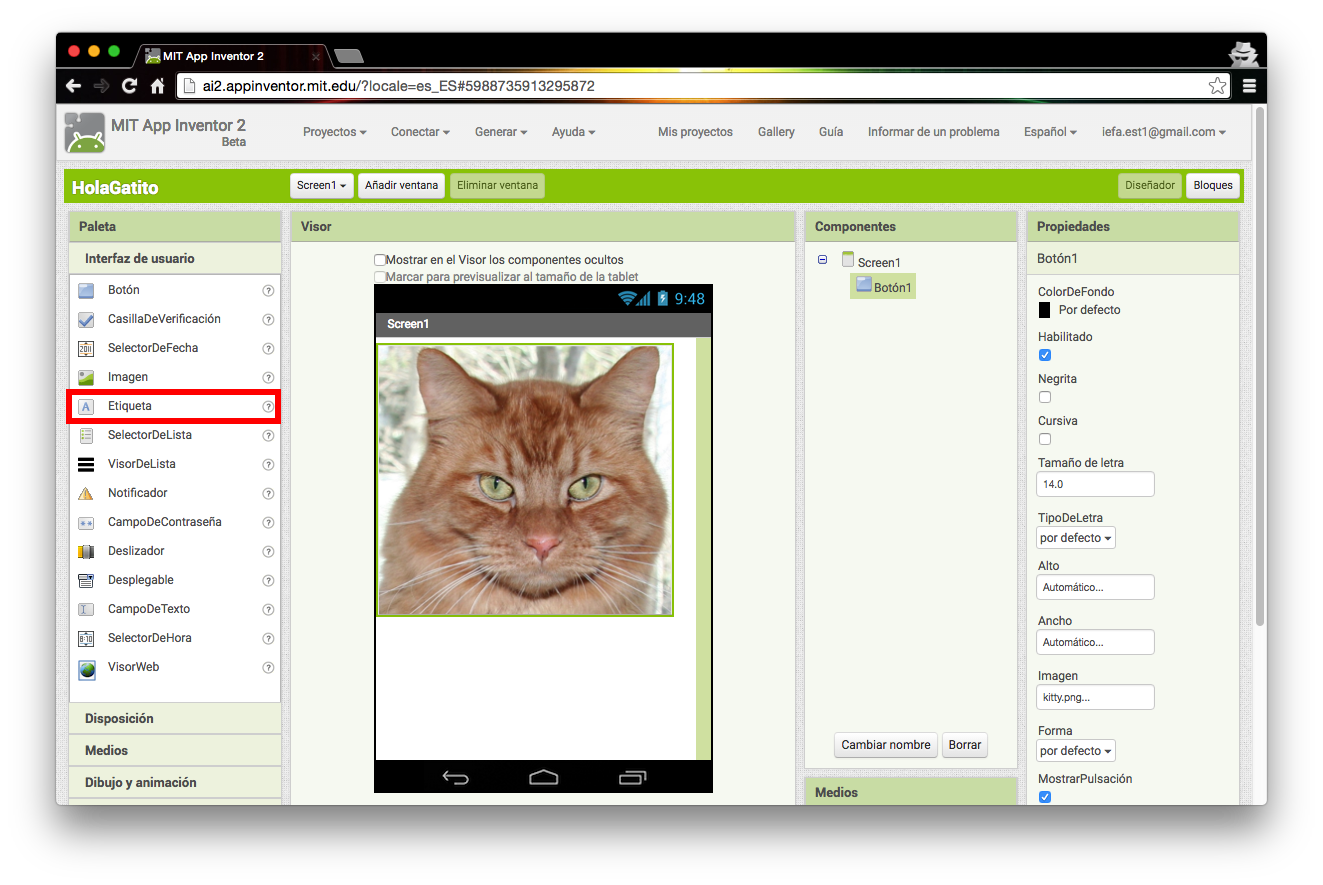 MIT App Inventor 2
ai2.appinventor.mit.edu/?locale=es_ES#5988735913295872
MIT App Inventor 2
Beta
Proyectos
Conectar
Generar
Ayuda
Mis proyectos
Gallery
Guía
Informar de un problema
Español
iefa.est1@gmail.com
HolaGatito
Screen1
Añadir ventana
Eliminar ventana
Diseñador
Bloques
Paleta
Interfaz de usuario
Botón ?
CasillaDeVerificación ?
SelectorDeFecha ?
Imagen ?
A Etiqueta ?
SelectorDeLista ?
VisorDeLista ?
Notificador ?
CampoDeContraseña ?
Deslizador ?
Desplegable ?
CampoDeTexto ?
SelectorDeHora ?
VisorWeb ?
Disposición
Medios
Dibujo y animación
Visor
Mostrar en el Visor los componentes ocultos
Marcar para previsualizar al tamaño de la tablet
9:48
Screen1
Componentes
Screen1
Botón1
Cambiar nombre
Borrar
Medios
Propiedades
Botón1
ColorDeFondo
Por defecto
Habilitado
Negrita
Cursiva
Tamaño de letra
14.0
TipoDeLetra
por defecto
Alto
Automático...
Ancho
Automático...
Imagen
kitty.png...
Forma
por defecto
MostrarPulsación